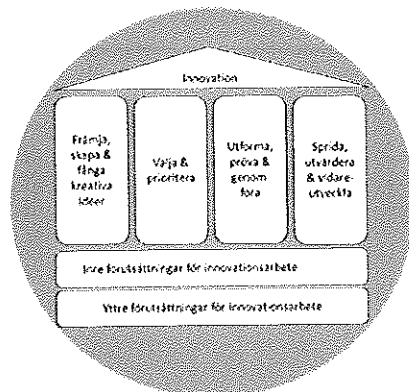 Innovation
Främja,
skapa &
fånga
kreativa
idéer
Välja &
prioritera
Utforma,
pröva &
genom
föra
Sprida,
utvärdera
& vidare-
utveckla
Inre förutsättningar för innovationsarbete
Yttre förutsättningar för innovationsarbete